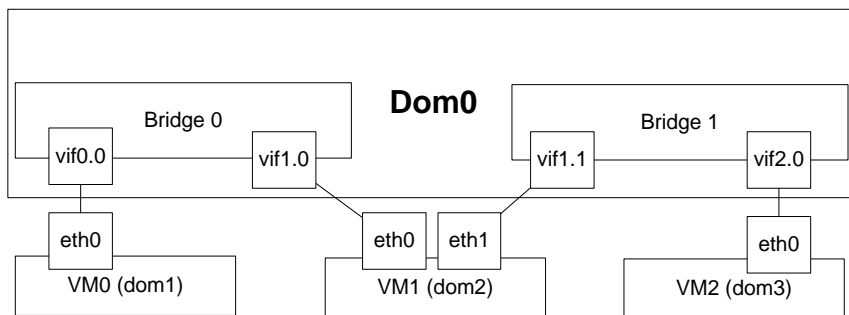 Dom0
Bridge 0
Bridge 1
vif0.0
vif1.0
vif1.1
vif2.0
eth0
eth0
eth1
eth0
VM0 (dom1)
VM1 (dom2)
VM2 (dom3)